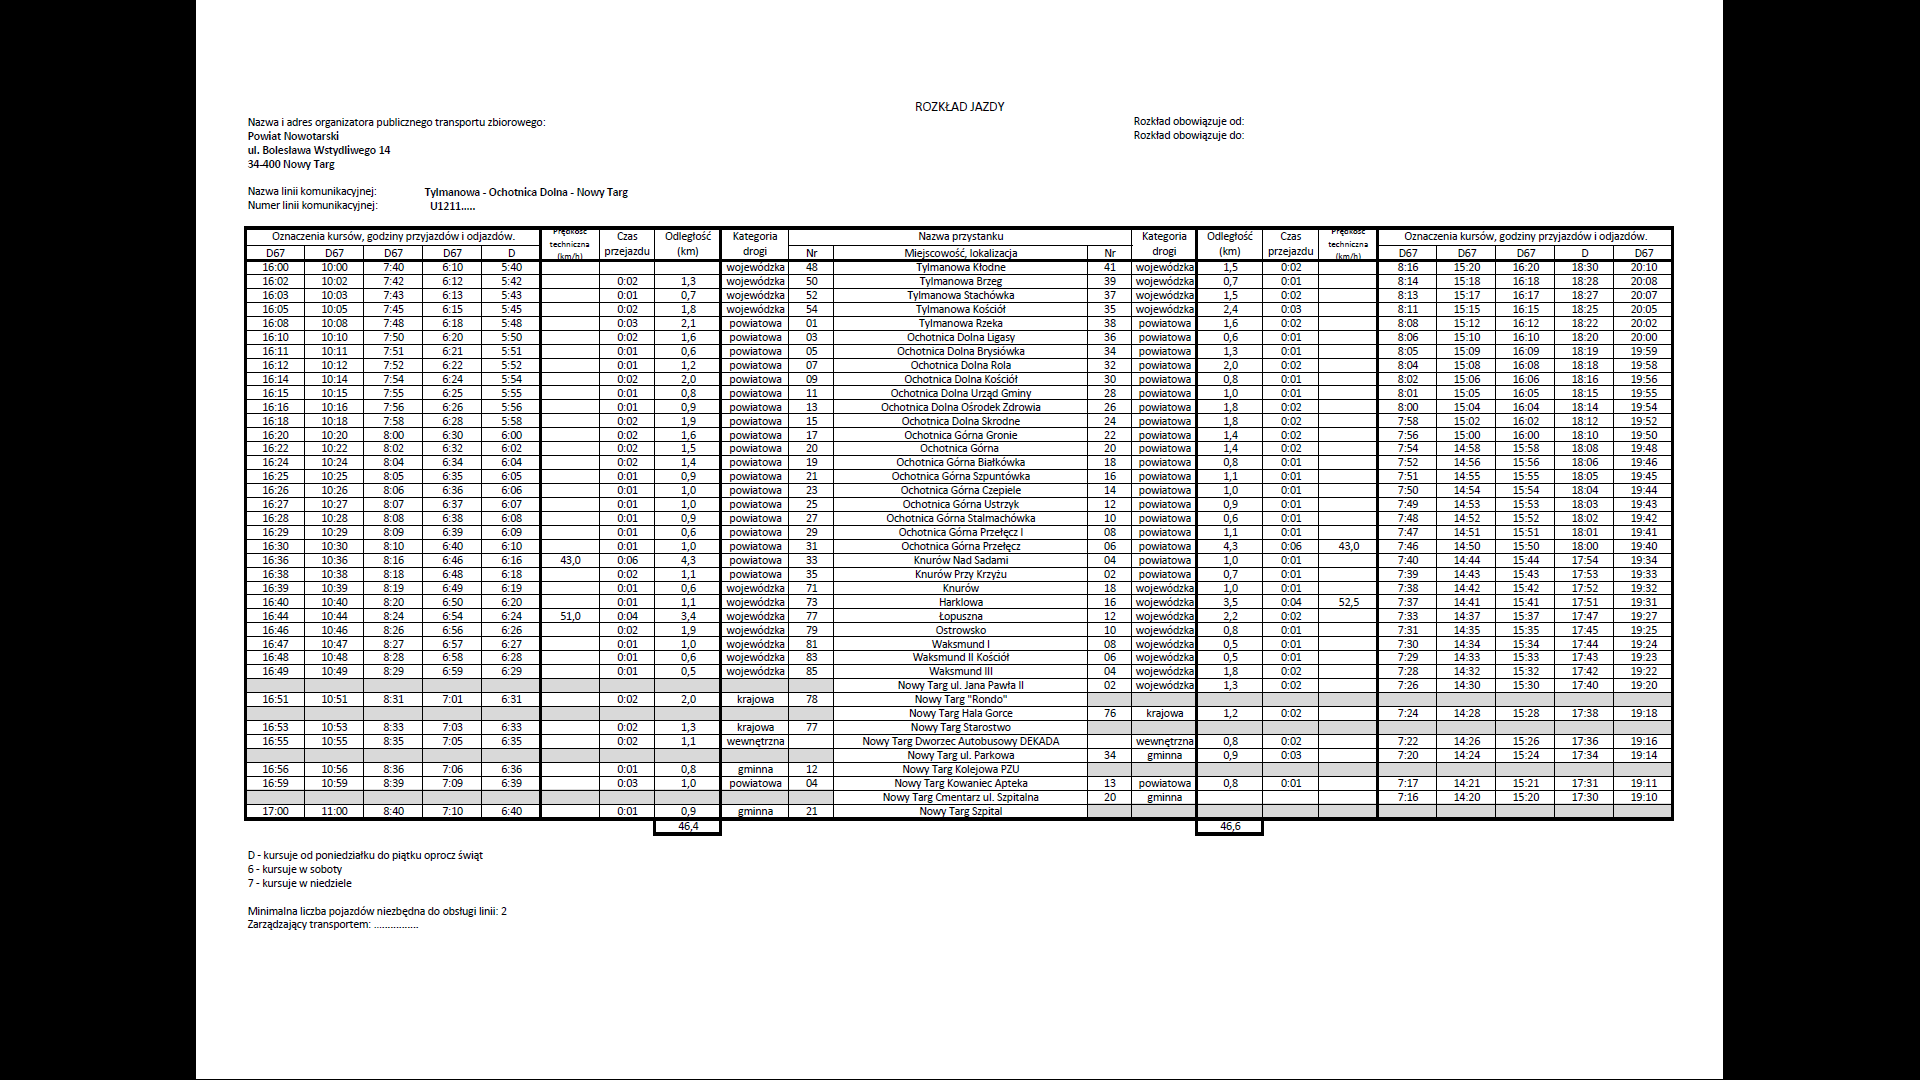 ROZKŁAD JAZDY
Nazwa i adres organizatora publicznego transportu zbiorowego: Rozkład obowiązuje od:
Powiat Nowotarski Rozkład obowiązuje do:
ul. Bolesława Wstydliwego 14
34-400 Nowy Targ
Nazwa linii komunikacyjnej: Tylmanowa - Ochotnica Dolna - Nowy Targ
Numer linii komunikacyjnej: U1211.....
Oznaczenia kursów, godziny przyjazdów i odjazdów. Prędkość techniczna (km/h) Czas przejazdu Odległość (km) Kategoria drogi Nazwa przystanku Kategoria drogi Odległość (km) Czas przejazdu Prędkość techniczna (km/h) Oznaczenia kursów, godziny przyjazdów i odjazdów.
D67 D67 D67 D67 D Nr Miejscowość, lokalizacja Nr D67 D67 D67 D D67
16:00 10:00 7:40 6:10 5:40 wojewódzka 48 Tylmanowa Kłodne 41 wojewódzka 1,5 0:02 8:16 15:20 16:20 18:30 20:10
16:02 10:02 7:42 6:12 5:42 0:02 1,3 wojewódzka 50 Tylmanowa Brzeg 39 wojewódzka 0,7 0:01 8:14 15:18 16:18 18:28 20:08
16:03 10:03 7:43 6:13 5:43 0:01 0,7 wojewódzka 52 Tylmanowa Stachówka 37 wojewódzka 1,5 0:02 8:13 15:17 16:17 18:27 20:07
16:05 10:05 7:45 6:15 5:45 0:02 1,8 wojewódzka 54 Tylmanowa Kościół 35 wojewódzka 2,4 0:03 8:11 15:15 16:15 18:25 20:05
16:08 10:08 7:48 6:18 5:48 0:03 2,1 powiatowa 01 Tylmanowa Rzeka 38 powiatowa 1,6 0:02 8:08 15:12 16:12 18:22 20:02
16:10 10:10 7:50 6:20 5:50 0:02 1,6 powiatowa 03 Ochotnica Dolna Ligasy 36 powiatowa 0,6 0:01 8:06 15:10 16:10 18:20 20:00
16:11 10:11 7:51 6:21 5:51 0:01 0,6 powiatowa 05 Ochotnica Dolna Brysiówka 34 powiatowa 1,3 0:01 8:05 15:09 16:09 18:19 19:59
16:12 10:12 7:52 6:22 5:52 0:01 1,2 powiatowa 07 Ochotnica Dolna Rola 32 powiatowa 2,0 0:02 8:04 15:08 16:08 18:18 19:58
16:14 10:14 7:54 6:24 5:54 0:02 2,0 powiatowa 09 Ochotnica Dolna Kościół 30 powiatowa 0,8 0:01 8:02 15:06 16:06 18:16 19:56
16:15 10:15 7:55 6:25 5:55 0:01 0,8 powiatowa 11 Ochotnica Dolna Urząd Gminy 28 powiatowa 1,0 0:01 8:01 15:05 16:05 18:15 19:55
16:16 10:16 7:56 6:26 5:56 0:01 0,9 powiatowa 13 Ochotnica Dolna Ośrodek Zdrowia 26 powiatowa 1,8 0:02 8:00 15:04 16:04 18:14 19:54
16:18 10:18 7:58 6:28 5:58 0:02 1,9 powiatowa 15 Ochotnica Dolna Skrodne 24 powiatowa 1,8 0:02 7:58 15:02 16:02 18:12 19:52
16:20 10:20 8:00 6:30 6:00 0:02 1,6 powiatowa 17 Ochotnica Górna Gronie 22 powiatowa 1,4 0:02 7:56 15:00 16:00 18:10 19:50
16:22 10:22 8:02 6:32 6:02 0:02 1,5 powiatowa 20 Ochotnica Górna 20 powiatowa 1,4 0:02 7:54 14:58 15:58 18:08 19:48
16:24 10:24 8:04 6:34 6:04 0:02 1,4 powiatowa 19 Ochotnica Górna Białkówka 18 powiatowa 0,8 0:01 7:52 14:56 15:56 18:06 19:46
16:25 10:25 8:05 6:35 6:05 0:01 0,9 powiatowa 21 Ochotnica Górna Szpuntówka 16 powiatowa 1,1 0:01 7:51 14:55 15:55 18:05 19:45
16:26 10:26 8:06 6:36 6:06 0:01 1,0 powiatowa 23 Ochotnica Górna Czepiele 14 powiatowa 1,0 0:01 7:50 14:54 15:54 18:04 19:44
16:27 10:27 8:07 6:37 6:07 0:01 1,0 powiatowa 25 Ochotnica Górna Ustrzyk 12 powiatowa 0,9 0:01 7:49 14:53 15:53 18:03 19:43
16:28 10:28 8:08 6:38 6:08 0:01 0,9 powiatowa 27 Ochotnica Górna Stalmachówka 10 powiatowa 0,6 0:01 7:48 14:52 15:52 18:02 19:42
16:29 10:29 8:09 6:39 6:09 0:01 0,6 powiatowa 29 Ochotnica Górna Przełęcz I 08 powiatowa 1,1 0:01 7:47 14:51 15:51 18:01 19:41
16:30 10:30 8:10 6:40 6:10 0:01 1,0 powiatowa 31 Ochotnica Górna Przełęcz 06 powiatowa 4,3 0:06 43,0 7:46 14:50 15:50 18:00 19:40
16:36 10:36 8:16 6:46 6:16 43,0 0:06 4,3 powiatowa 33 Knurów Nad Sadami 04 powiatowa 1,0 0:01 7:40 14:44 15:44 17:54 19:34
16:38 10:38 8:18 6:48 6:18 0:02 1,1 powiatowa 35 Knurów Przy Krzyżu 02 powiatowa 0,7 0:01 7:39 14:43 15:43 17:53 19:33
16:39 10:39 8:19 6:49 6:19 0:01 0,6 wojewódzka 71 Knurów 18 wojewódzka 1,0 0:01 7:38 14:42 15:42 17:52 19:32
16:40 10:40 8:20 6:50 6:20 0:01 1,1 wojewódzka 73 Harklowa 16 wojewódzka 3,5 0:04 52,5 7:37 14:41 15:41 17:51 19:31
16:44 10:44 8:24 6:54 6:24 51,0 0:04 3,4 wojewódzka 77 Łopuszna 12 wojewódzka 2,2 0:02 7:33 14:37 15:37 17:47 19:27
16:46 10:46 8:26 6:56 6:26 0:02 1,9 wojewódzka 79 Ostrowsko 10 wojewódzka 0,8 0:01 7:31 14:35 15:35 17:45 19:25
16:47 10:47 8:27 6:57 6:27 0:01 1,0 wojewódzka 81 Waksmund I 08 wojewódzka 0,5 0:01 7:30 14:34 15:34 17:44 19:24
16:48 10:48 8:28 6:58 6:28 0:01 0,6 wojewódzka 83 Waksmund II Kościół 06 wojewódzka 0,5 0:01 7:29 14:33 15:33 17:43 19:23
16:49 10:49 8:29 6:59 6:29 0:01 0,5 wojewódzka 85 Waksmund III 04 wojewódzka 1,8 0:02 7:28 14:32 15:32 17:42 19:22
Nowy Targ ul. Jana Pawła II 02 wojewódzka 1,3 0:02 7:26 14:30 15:30 17:40 19:20
16:51 10:51 8:31 7:01 6:31 0:02 2,0 krajowa 78 Nowy Targ "Rondo"
Nowy Targ Hala Gorce 76 krajowa 1,2 0:02 7:24 14:28 15:28 17:38 19:18
16:53 10:53 8:33 7:03 6:33 0:02 1,3 krajowa 77 Nowy Targ Starostwo
16:55 10:55 8:35 7:05 6:35 0:02 1,1 wewnętrzna Nowy Targ Dworzec Autobusowy DEKADA wewnętrzna 0,8 0:02 7:22 14:26 15:26 17:36 19:16
Nowy Targ ul. Parkowa 34 gminna 0,9 0:03 7:20 14:24 15:24 17:34 19:14
16:56 10:56 8:36 7:06 6:36 0:01 0,8 gminna 12 Nowy Targ Kolejowa PZU
16:59 10:59 8:39 7:09 6:39 0:03 1,0 powiatowa 04 Nowy Targ Kowaniec Apteka 13 powiatowa 0,8 0:01 7:17 14:21 15:21 17:31 19:11
Nowy Targ Cmentarz ul. Szpitalna 20 gminna 7:16 14:20 15:20 17:30 19:10
17:00 11:00 8:40 7:10 6:40 0:01 0,9 gminna 21 Nowy Targ Szpital
46,4 46,6
D - kursuje od poniedziałku do piątku oprocz świąt
6 - kursuje w soboty
7 - kursuje w niedziele
Minimalna liczba pojazdów niezbędna do obsługi linii: 2
Zarządzający transportem: ................